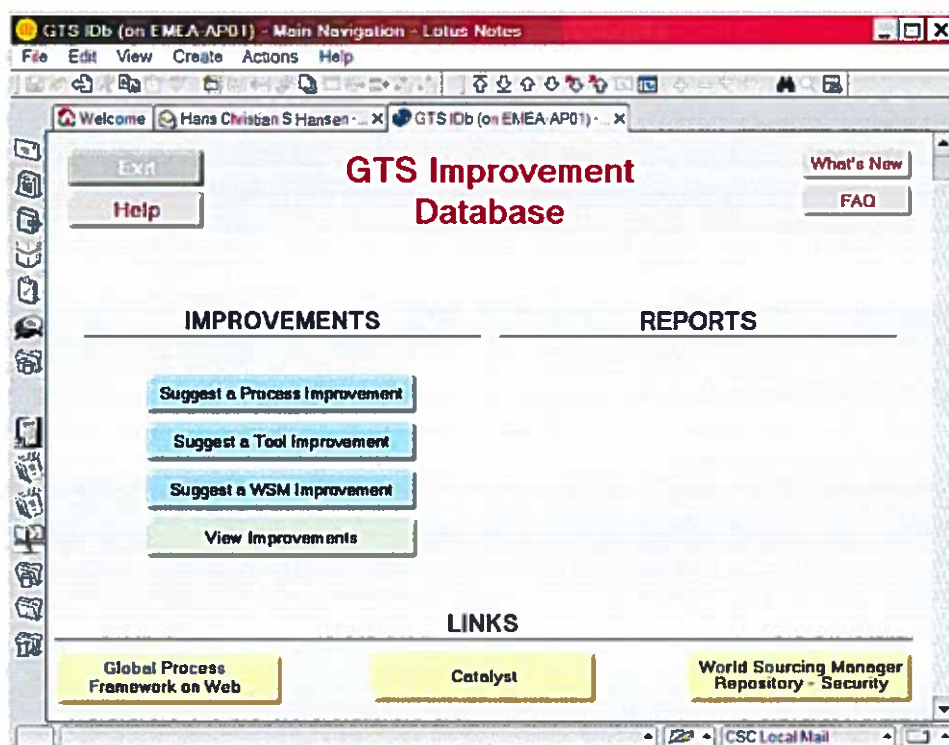 GTS IDb (on EMEA-AP01) - Main Navigation - Lotus Notes
File Edit View Create Actions Help
Welcome Hans Christian S Hansen - ... GTS IDb (on EMEA-AP01) - ...
Exit
GTS Improvement
Database
What's New
Help
FAQ
IMPROVEMENTS
REPORTS
Suggest a Process Improvement
Suggest a Tool Improvement
Suggest a WSM Improvement
View Improvements
LINKS
Global Process
Framework on Web
Catalyst
World Sourcing Manager
Repository - Security
CSC Local Mail